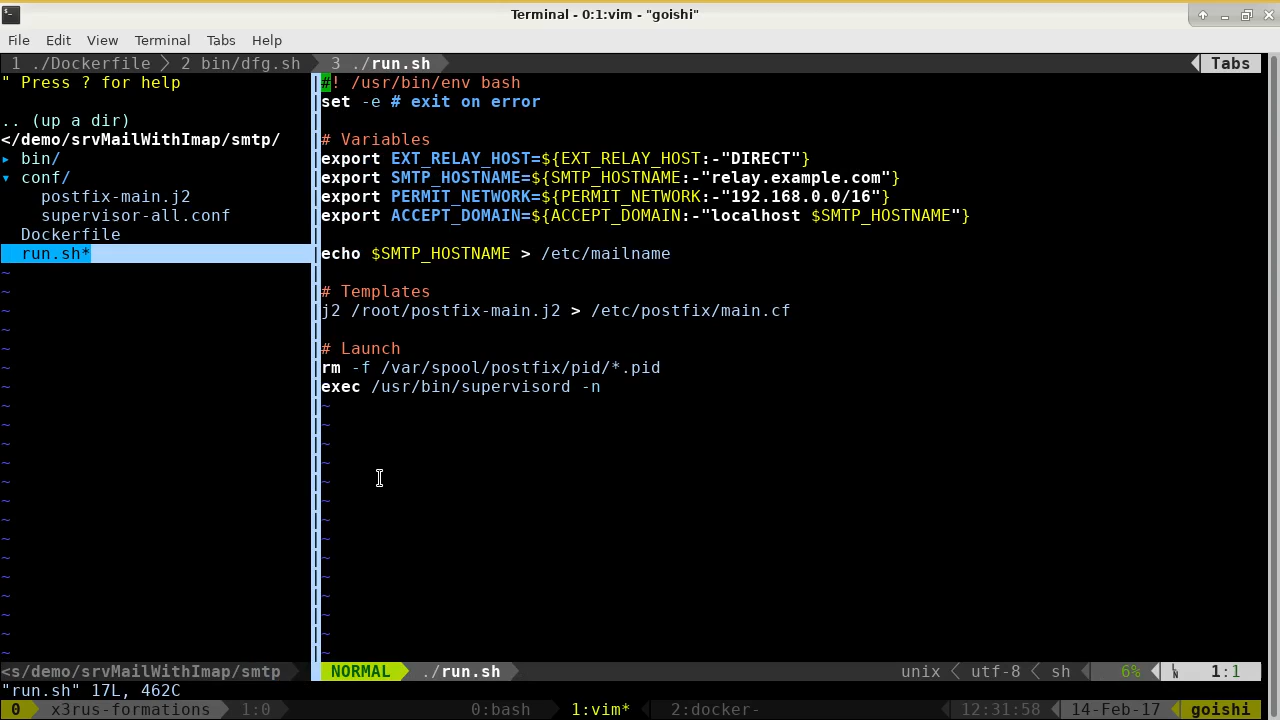 Terminal - 0:1:vim - "goishi"
File Edit View Terminal Tabs Help
1 ./Dockerfile 2 bin/dfg.sh 3 ./run.sh Tabs
" Press ? for help
.. (up a dir)
</demo/srvMailWithImap/smtp/
▸ bin/
▾ conf/
postfix-main.j2
supervisor-all.conf
Dockerfile
run.sh*
#! /usr/bin/env bash
set -e # exit on error
# Variables
export EXT_RELAY_HOST=${EXT_RELAY_HOST:-"DIRECT"}
export SMTP_HOSTNAME=${SMTP_HOSTNAME:-"relay.example.com"}
export PERMIT_NETWORK=${PERMIT_NETWORK:-"192.168.0.0/16"}
export ACCEPT_DOMAIN=${ACCEPT_DOMAIN:-"localhost $SMTP_HOSTNAME"}
echo $SMTP_HOSTNAME > /etc/mailname
# Templates
j2 /root/postfix-main.j2 > /etc/postfix/main.cf
# Launch
rm -f /var/spool/postfix/pid/*.pid
exec /usr/bin/supervisord -n
<s/demo/srvMailWithImap/smtp NORMAL ./run.sh unix utf-8 sh 6% 1:1
"run.sh" 17L, 462C
0 x3rus-formations 1:0 0:bash 1:vim* 2:docker- 12:31:58 14-Feb-17 goishi